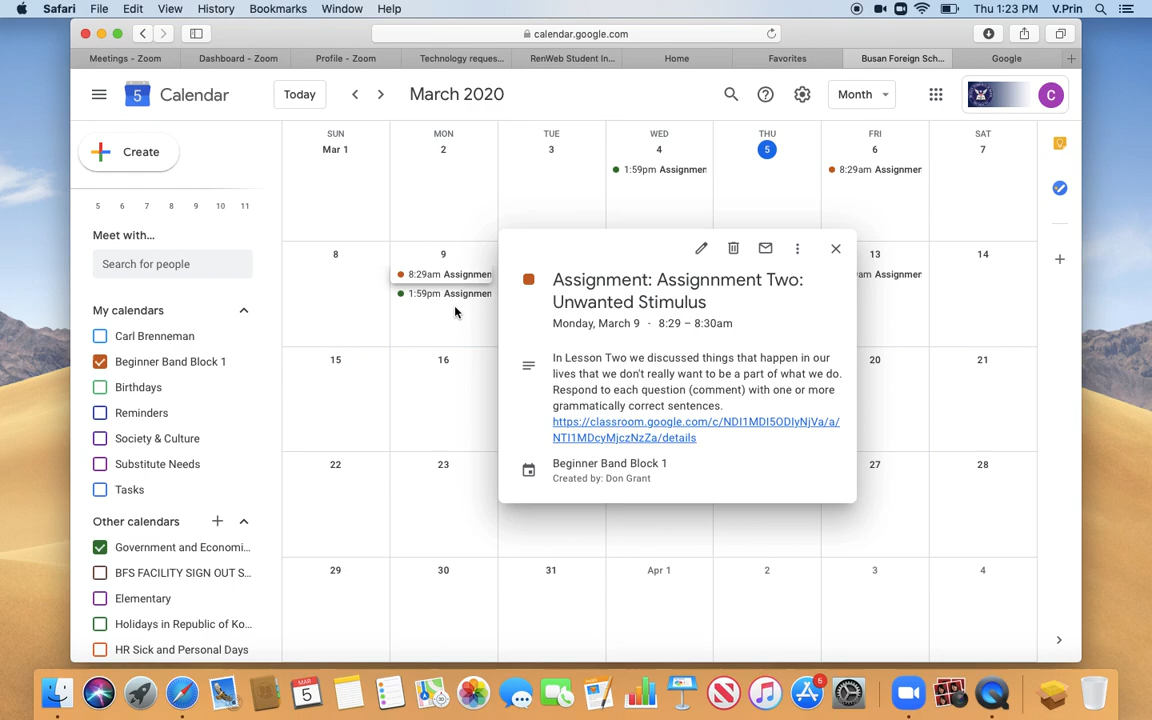 Safari File Edit View History Bookmarks Window Help Thu 1:23 PM V.Prin
calendar.google.com
Meetings - Zoom Dashboard - Zoom Profile - Zoom Technology reques... RenWeb Student In... Home Favorites Busan Foreign Sch... Google
5 Calendar Today March 2020 Month C
Create
SUN MON TUE WED THU FRI SAT
Mar 1 2 3 4 5 6 7
1:59pm Assignmen 8:29am Assignmer
5 6 7 8 9 10 11
Meet with...
Search for people
8 9 13 14
8:29am Assignmen am Assignmer
1:59pm Assignmen
Assignment: Assignnment Two:
Unwanted Stimulus
Monday, March 9 · 8:29 – 8:30am
In Lesson Two we discussed things that happen in our
lives that we don't really want to be a part of what we do.
Respond to each question (comment) with one or more
grammatically correct sentences.
https://classroom.google.com/c/NDI1MDI5ODIyNjVa/a/
NTI1MDcyMjczNzZa/details
Beginner Band Block 1
Created by: Don Grant
My calendars
Carl Brenneman
Beginner Band Block 1
Birthdays
Reminders
Society & Culture
Substitute Needs
Tasks
Other calendars
Government and Economi...
BFS FACILITY SIGN OUT S...
Elementary
Holidays in Republic of Ko...
HR Sick and Personal Days
15 16 20 21
22 23 27 28
29 30 31 Apr 1 2 3 4
MAR
5
5